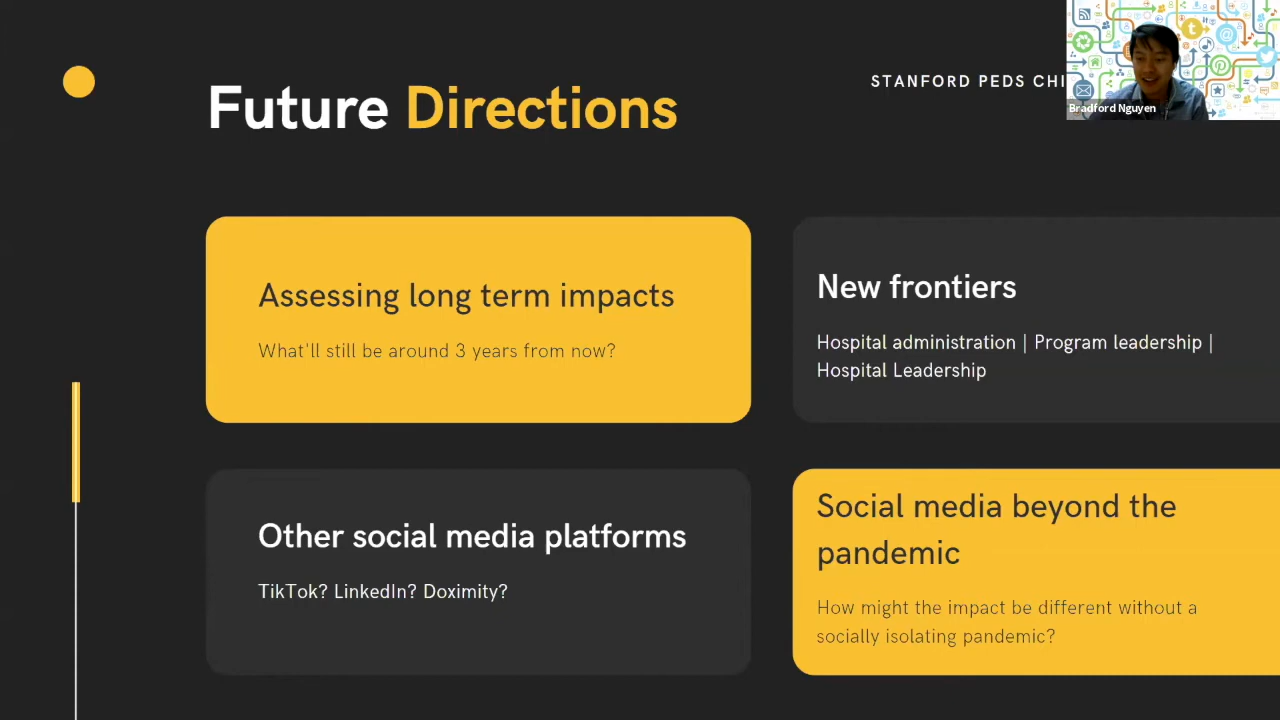 Future Directions
STANFORD PEDS CHI
Bradford Nguyen
Assessing long term impacts
What'll still be around 3 years from now?
New frontiers
Hospital administration | Program leadership |
Hospital Leadership
Other social media platforms
TikTok? LinkedIn? Doximity?
Social media beyond the
pandemic
How might the impact be different without a
socially isolating pandemic?